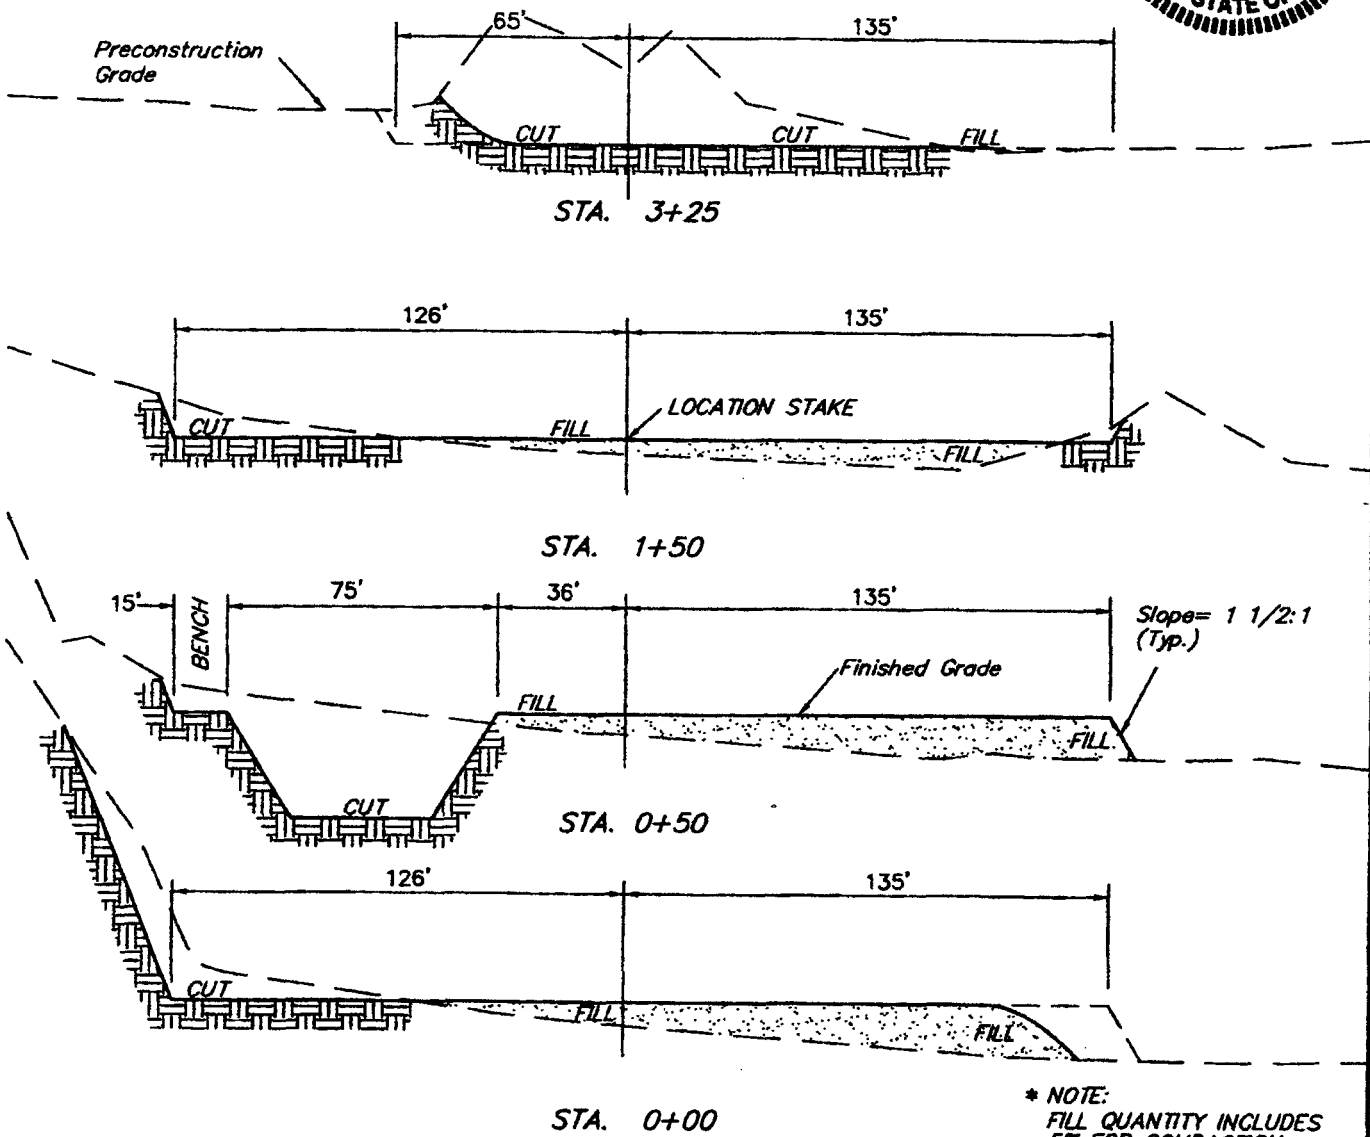 STATE OF
65'
135'
Preconstruction
Grade
CUT
CUT
FILL
STA. 3+25
126'
135'
LOCATION STAKE
CUT
FILL
FILL
STA. 1+50
15'
BENCH
75'
36'
135'
Slope= 1 1/2:1
(Typ.)
Finished Grade
FILL
FILL
CUT
STA. 0+50
126'
135'
CUT
FILL
FILL
STA. 0+00
* NOTE:
FILL QUANTITY INCLUDES